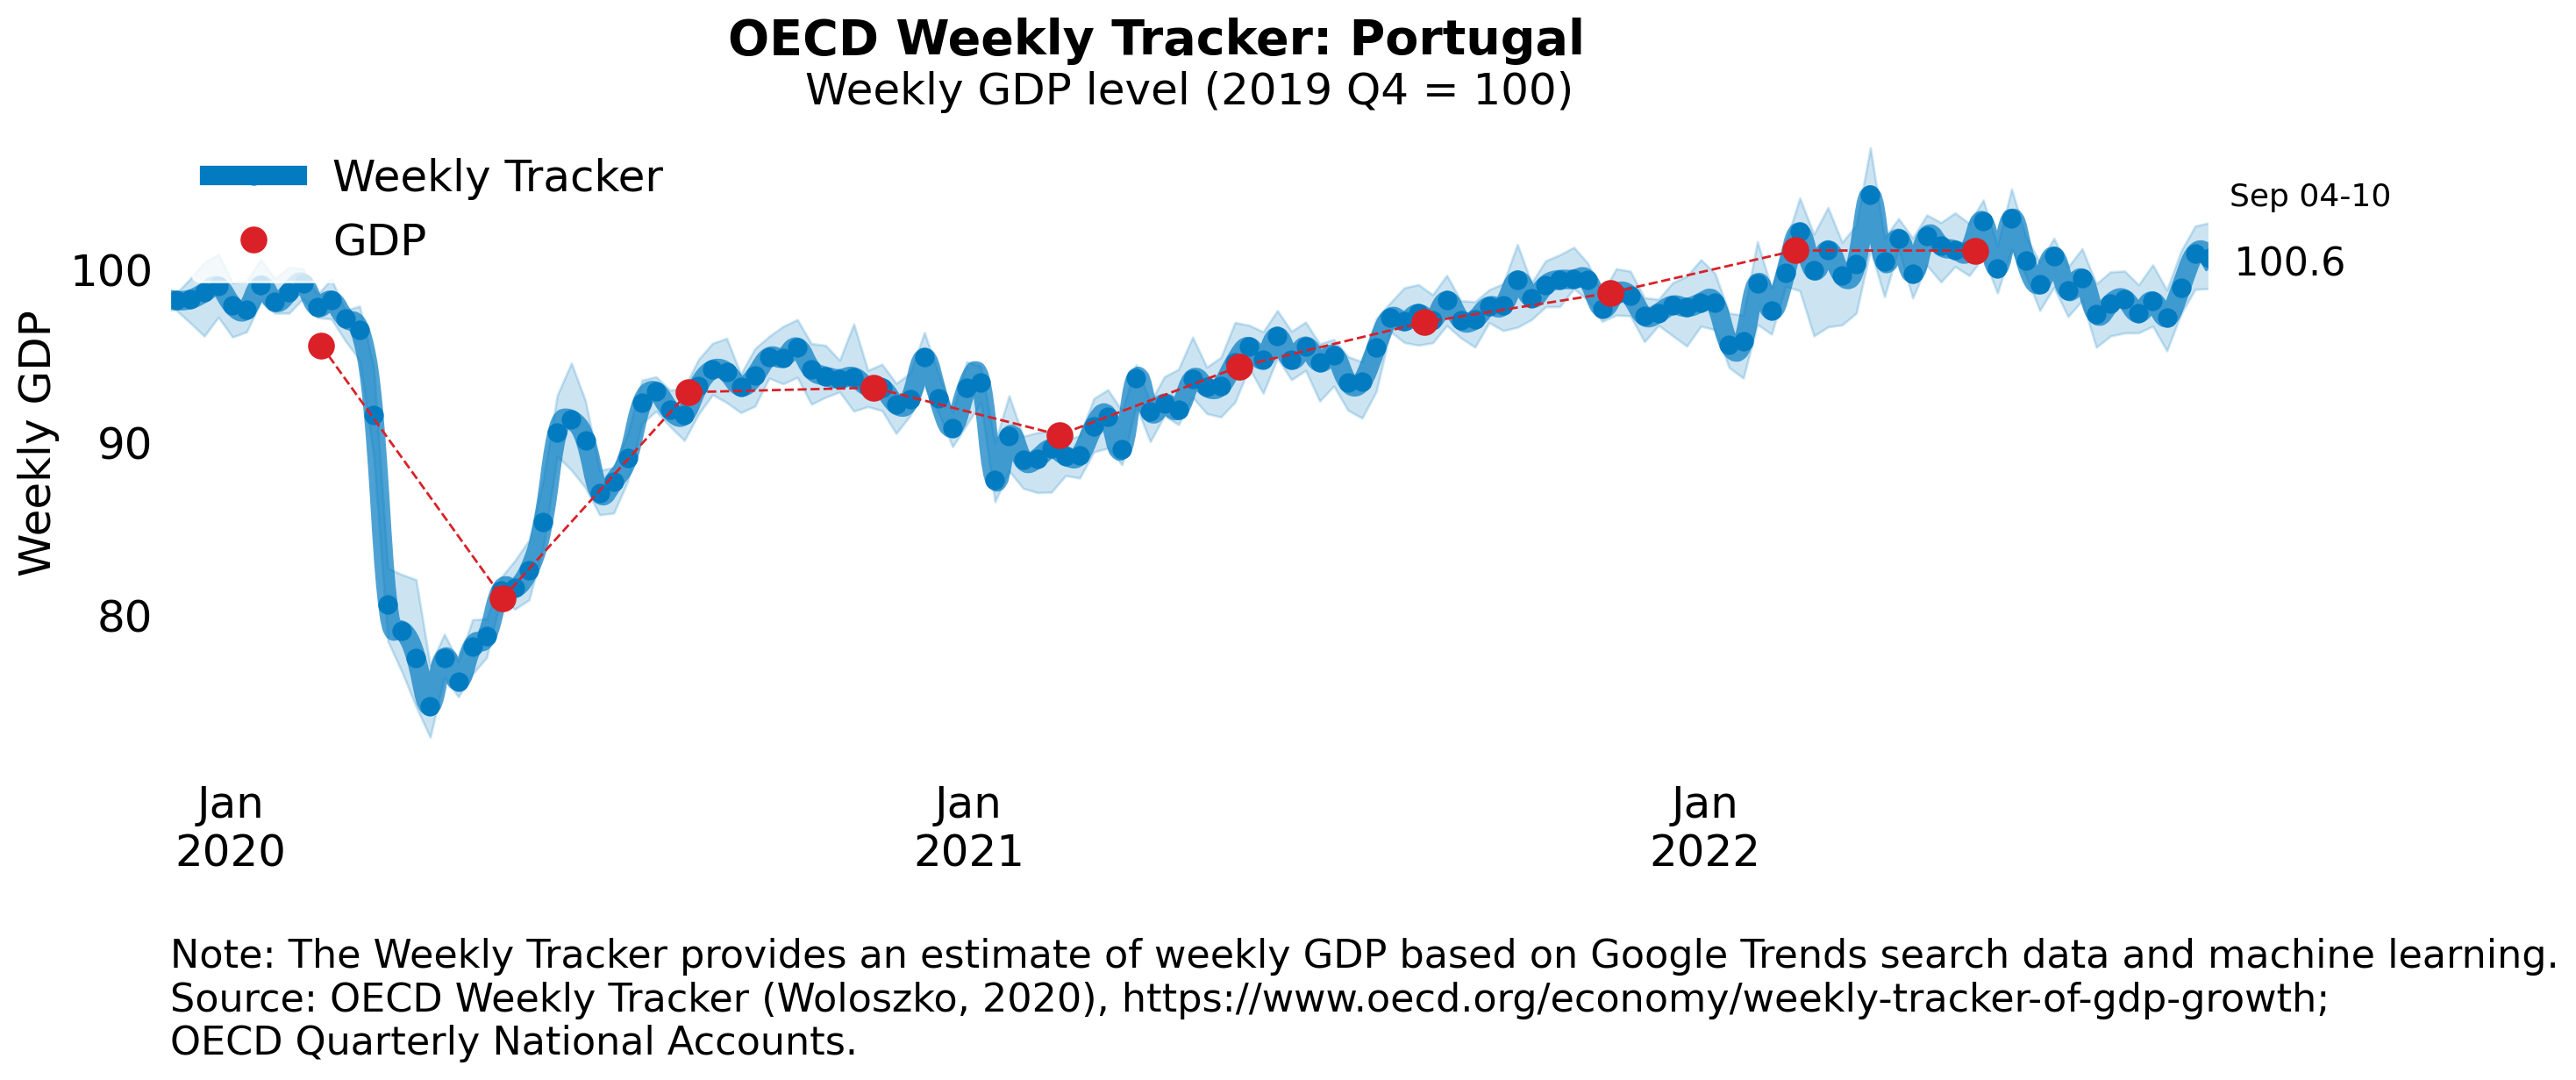 OECD Weekly Tracker: Portugal
Weekly GDP level (2019 Q4 = 100)
Weekly Tracker
GDP
Sep 04-10
100.6
Weekly GDP
100
90
80
Jan
2020
Jan
2021
Jan
2022
Note: The Weekly Tracker provides an estimate of weekly GDP based on Google Trends search data and machine learning.
Source: OECD Weekly Tracker (Woloszko, 2020), https://www.oecd.org/economy/weekly-tracker-of-gdp-growth;
OECD Quarterly National Accounts.